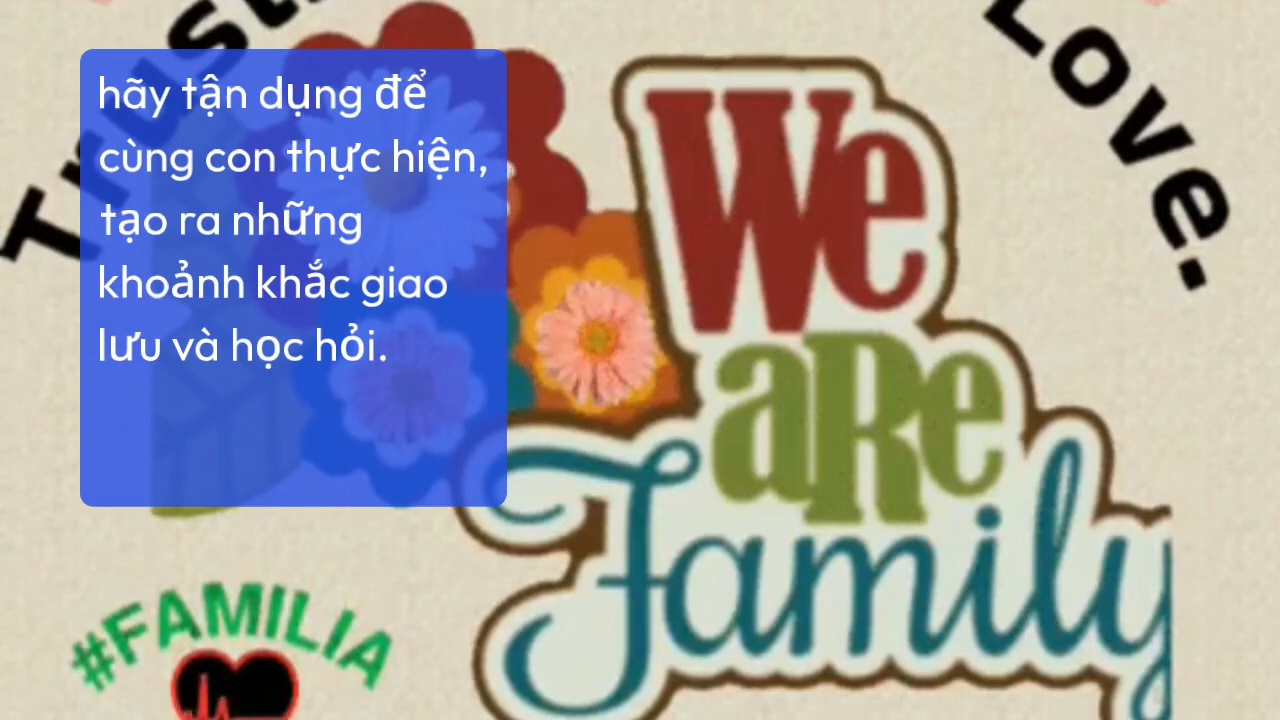 Trust
Love.
hãy tận dụng để
cùng con thực hiện,
tạo ra những
khoảnh khắc giao
lưu và học hỏi.
We
aRe
Family
#FAMILIA